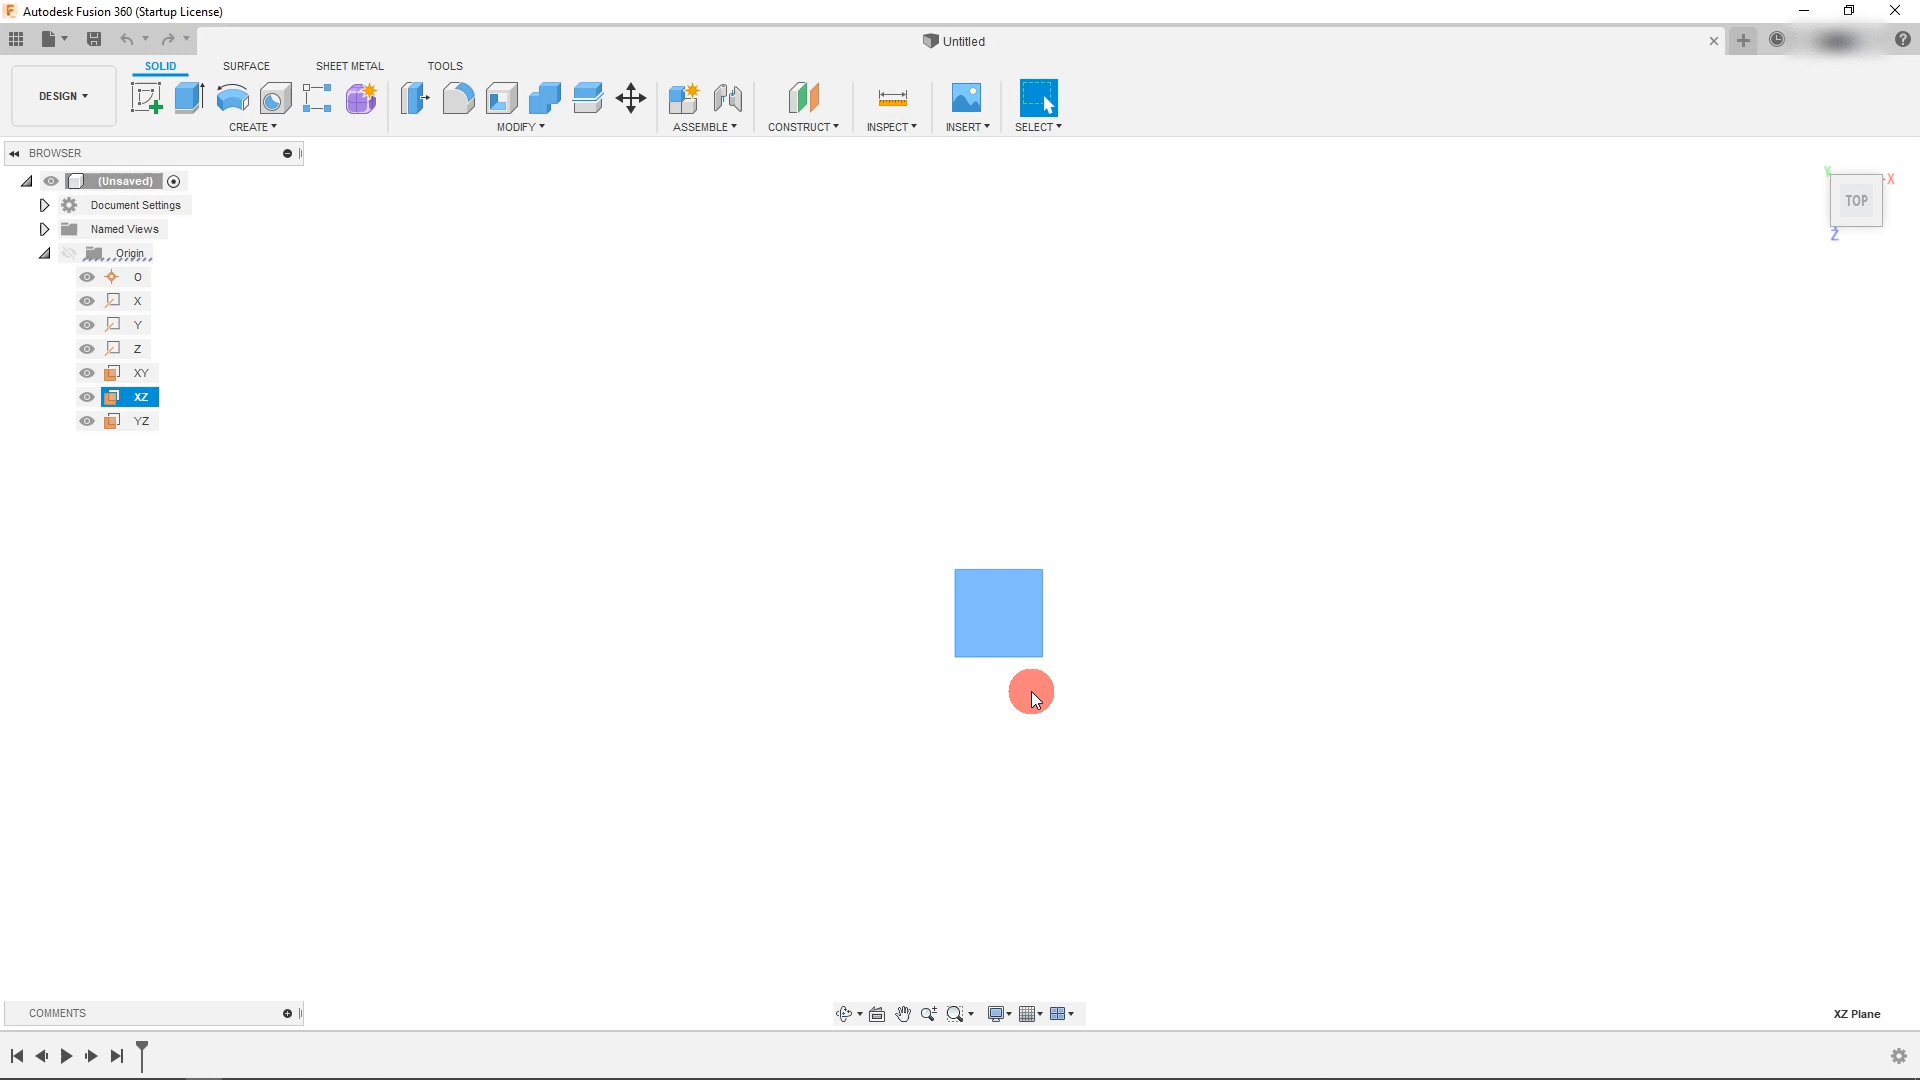 Autodesk Fusion 360 (Startup License)
Untitled
SOLID SURFACE SHEET METAL TOOLS
DESIGN
CREATE MODIFY ASSEMBLE CONSTRUCT INSPECT INSERT SELECT
BROWSER
(Unsaved)
Document Settings
Named Views
Origin
O
X
Y
Z
XY
XZ
YZ
Y
X
TOP
Z
COMMENTS
XZ Plane